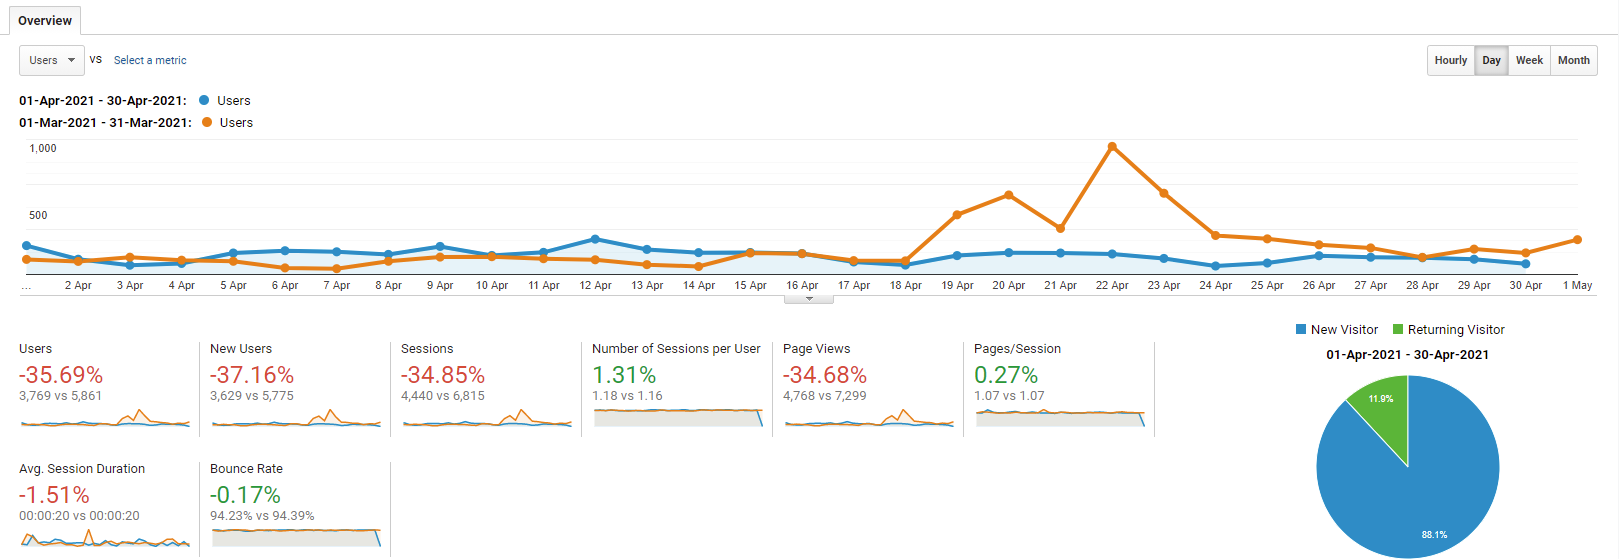 Overview
Users vs Select a metric
Hourly Day Week Month
01-Apr-2021 - 30-Apr-2021: Users
01-Mar-2021 - 31-Mar-2021: Users
1,000
500
... 2 Apr 3 Apr 4 Apr 5 Apr 6 Apr 7 Apr 8 Apr 9 Apr 10 Apr 11 Apr 12 Apr 13 Apr 14 Apr 15 Apr 16 Apr 17 Apr 18 Apr 19 Apr 20 Apr 21 Apr 22 Apr 23 Apr 24 Apr 25 Apr 26 Apr 27 Apr 28 Apr 29 Apr 30 Apr 1 May
Users
-35.69%
3,769 vs 5,861
New Users
-37.16%
3,629 vs 5,775
Sessions
-34.85%
4,440 vs 6,815
Number of Sessions per User
1.31%
1.18 vs 1.16
Page Views
-34.68%
4,768 vs 7,299
Pages/Session
0.27%
1.07 vs 1.07
Avg. Session Duration
-1.51%
00:00:20 vs 00:00:20
Bounce Rate
-0.17%
94.23% vs 94.39%
New Visitor Returning Visitor
01-Apr-2021 - 30-Apr-2021
11.9%
88.1%